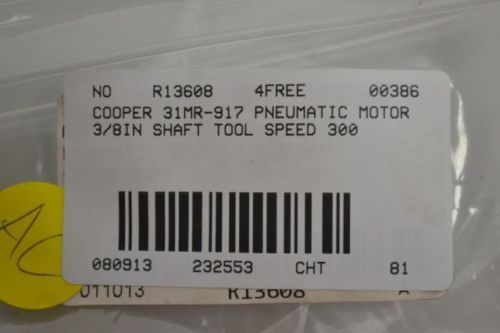 NO R13608 4FREE 00386
COOPER 31MR-917 PNEUMATIC MOTOR
3/8IN SHAFT TOOL SPEED 300
080913 232553 CHT 81
AC
011013 R13608 A